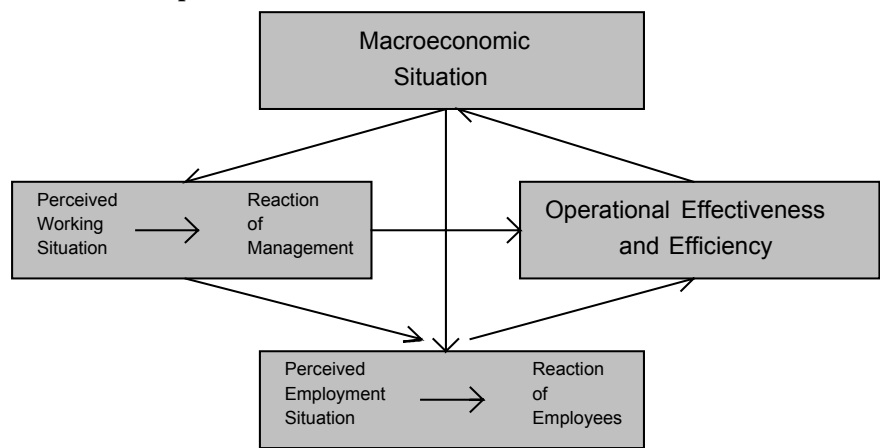 Macroeconomic
Situation
Perceived
Working
Situation
Reaction
of
Management
Operational Effectiveness
and Efficiency
Perceived
Employment
Situation
Reaction
of
Employees